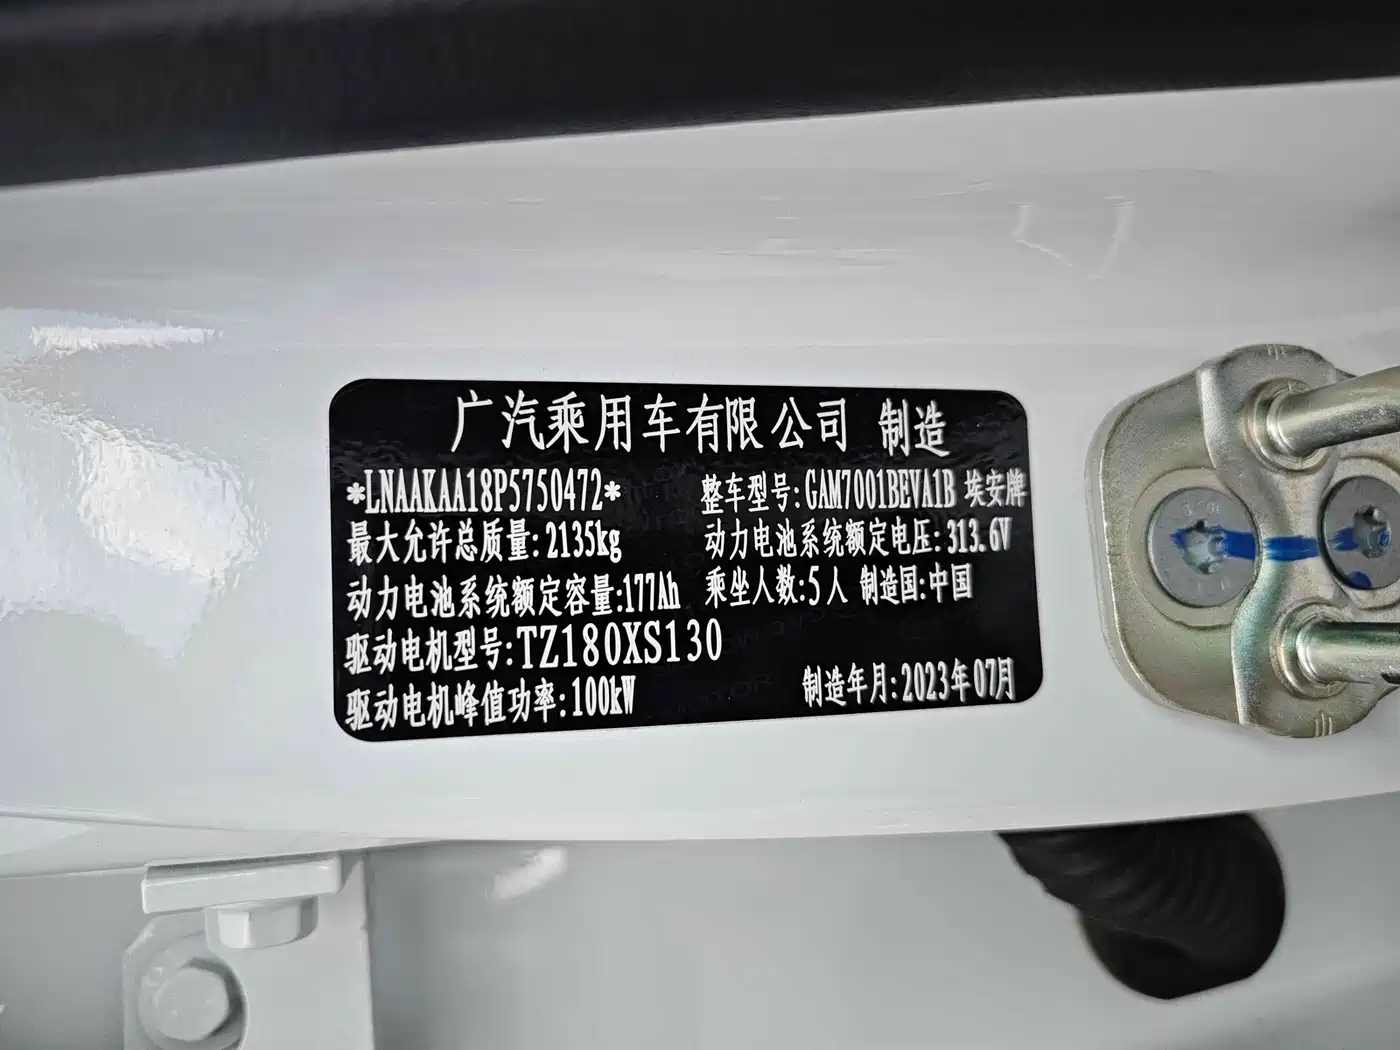 广汽乘用车有限公司 制造
*LNAAKAA18P5750472* 整车型号:GAM7001BEVA1B 埃安牌
最大允许总质量:2135kg 动力电池系统额定电压:313.6V
动力电池系统额定容量:177Ah 乘坐人数:5人 制造国:中国
驱动电机型号:TZ180XS130
驱动电机峰值功率:100kW 制造年月:2023年07月